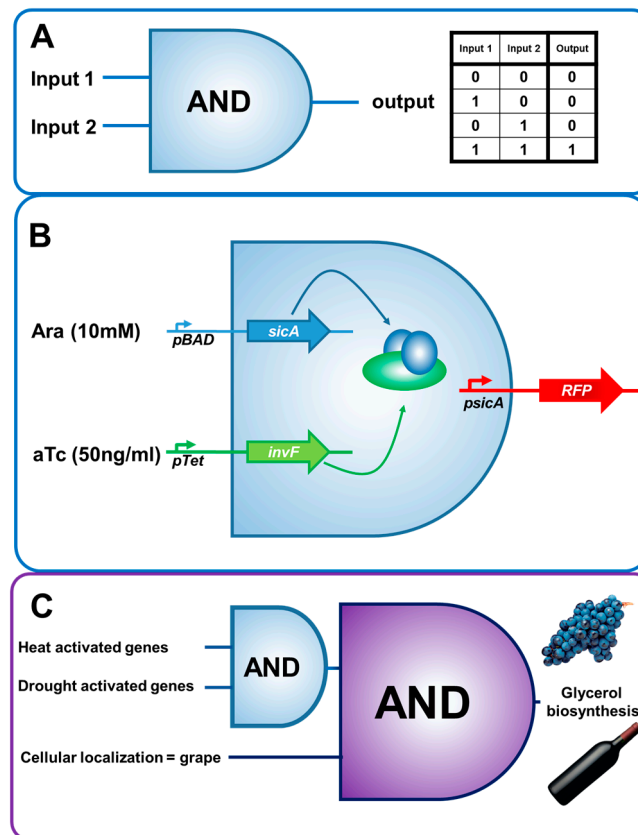 A
Input 1
Input 2
AND
output
Input 1 Input 2 Output
0 0 0
1 0 0
0 1 0
1 1 1
B
Ara (10mM)
pBAD
sicA
aTc (50ng/ml)
pTet
invF
psicA
RFP
C
Heat activated genes
Drought activated genes
AND
Cellular localization = grape
AND
Glycerol
biosynthesis